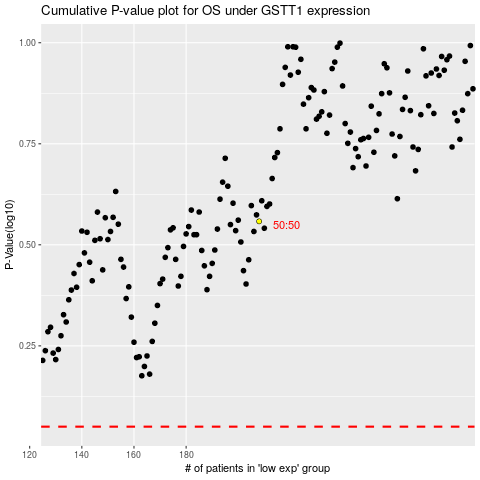 Cumulative P-value plot for OS under GSTT1 expression
P-Value(log10)
1.00
0.75
0.50
0.25
50:50
120 140 160 180
# of patients in 'low exp' group